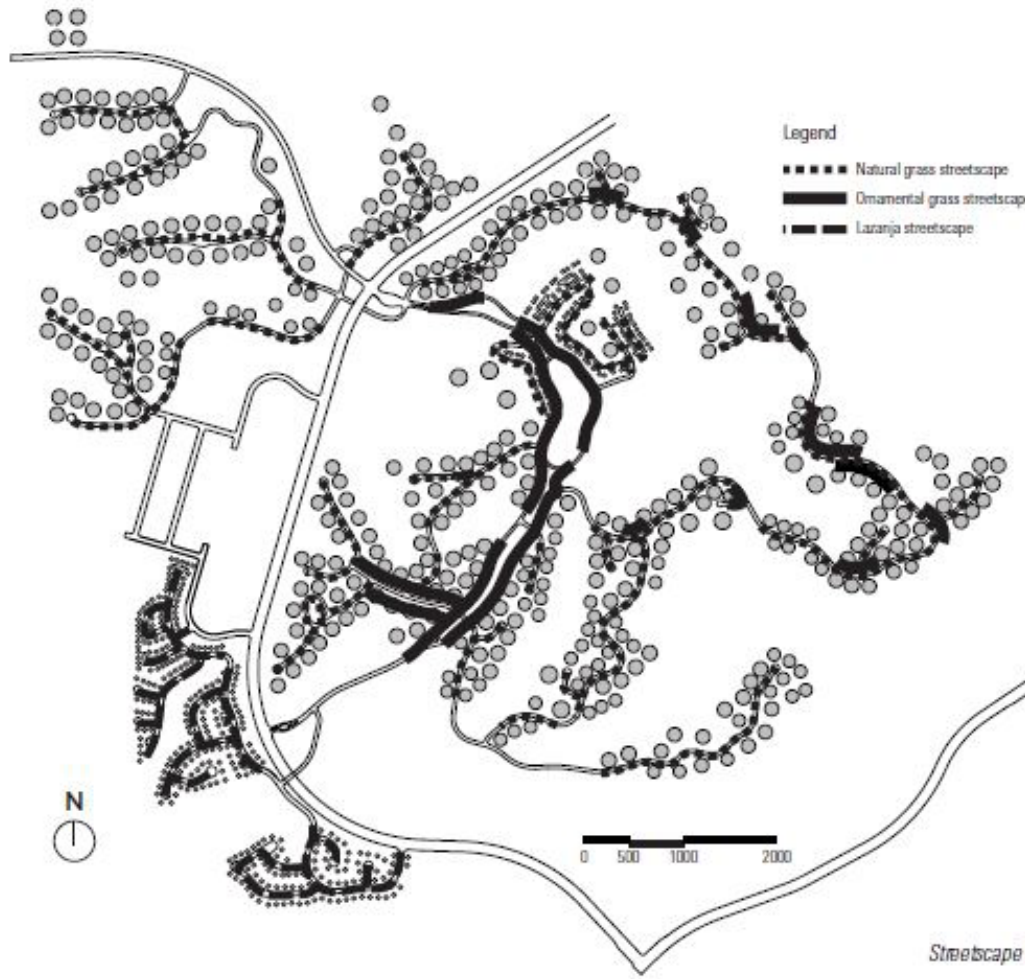 Legend
Natural grass streetscape
Ornamental grass streetscap
Laranja streetscape
N
0 500 1000 2000
Streetscape